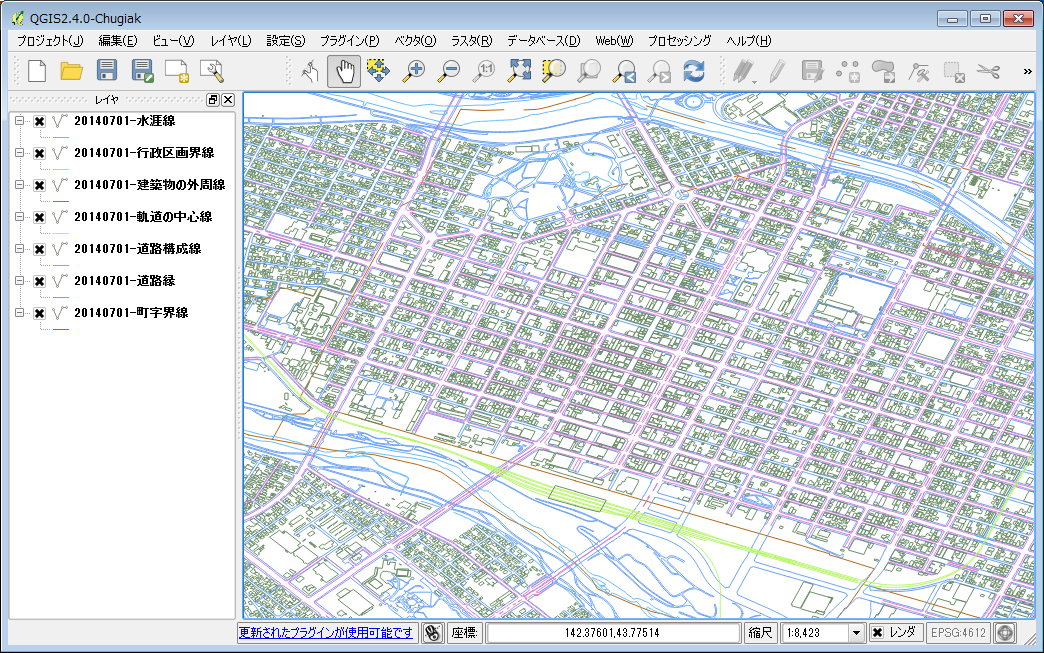 QGIS2.4.0-Chugiak
プロジェクト(J) 編集(E) ビュー(V) レイヤ(L) 設定(S) プラグイン(P) ベクタ(O) ラスタ(R) データベース(D) Web(W) プロセッシング ヘルプ(H)
1:1
»
レイヤ
20140701-水涯線
20140701-行政区画界線
20140701-建築物の外周線
20140701-軌道の中心線
20140701-道路構成線
20140701-道路縁
20140701-町字界線
更新されたプラグインが使用可能です 座標: 142.37601,43.77514 縮尺 1:8,423 レンダ EPSG:4612